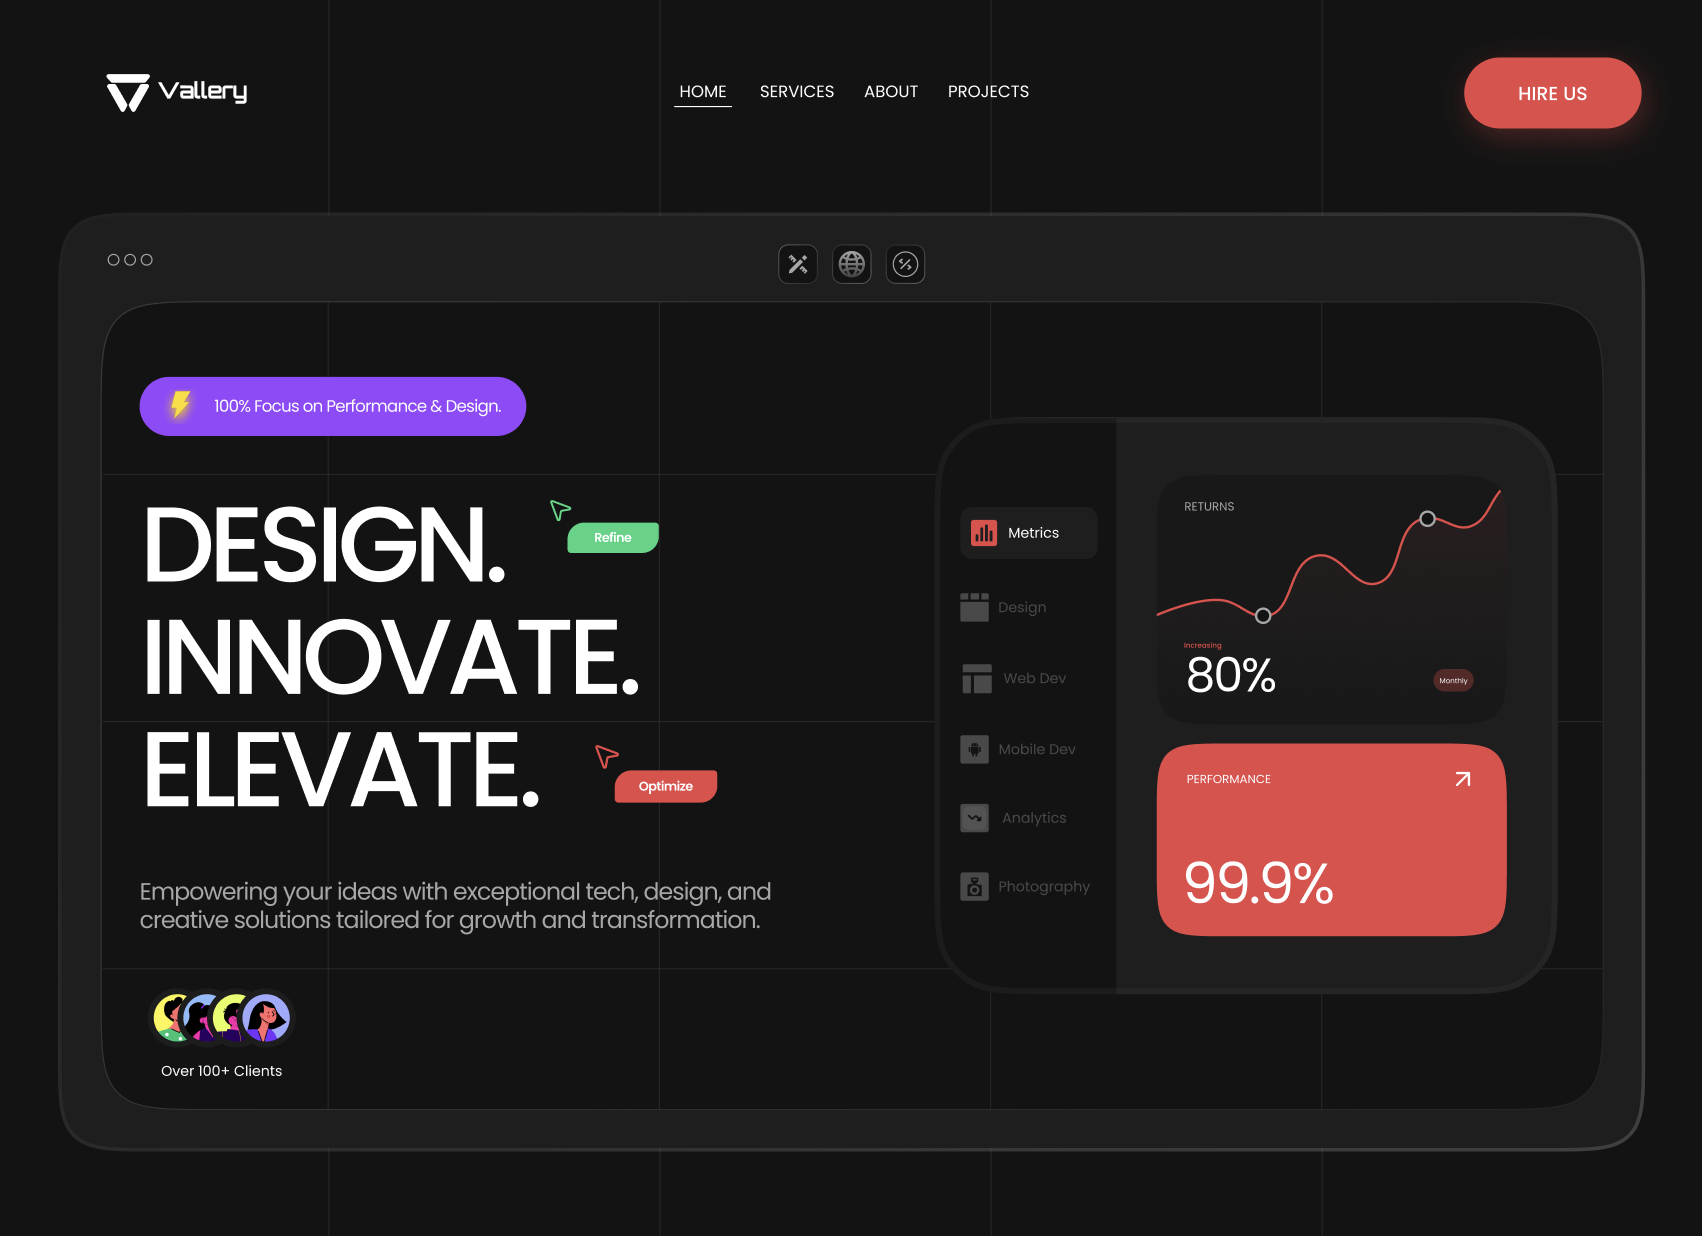 Vallery
HOME
SERVICES
ABOUT
PROJECTS
HIRE US
100% Focus on Performance & Design.
DESIGN.
Refine
INNOVATE.
ELEVATE.
Optimize
Empowering your ideas with exceptional tech, design, and
creative solutions tailored for growth and transformation.
Over 100+ Clients
Metrics
Design
Web Dev
Mobile Dev
Analytics
Photography
RETURNS
Increasing
80%
Monthly
PERFORMANCE
99.9%